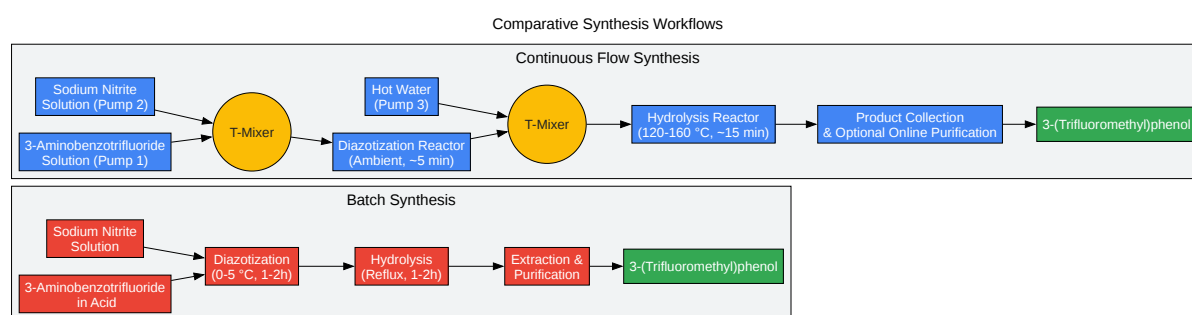 Comparative Synthesis Workflows
Continuous Flow Synthesis
Sodium Nitrite
Solution (Pump 2)
3-Aminobenzotrifluoride
Solution (Pump 1)
T-Mixer
Hot Water
(Pump 3)
Diazotization Reactor
(Ambient, ~5 min)
T-Mixer
Hydrolysis Reactor
(120-160 °C, ~15 min)
Product Collection
& Optional Online Purification
3-(Trifluoromethyl)phenol
Batch Synthesis
Sodium Nitrite
Solution
3-Aminobenzotrifluoride
in Acid
Diazotization
(0-5 °C, 1-2h)
Hydrolysis
(Reflux, 1-2h)
Extraction &
Purification
3-(Trifluoromethyl)phenol